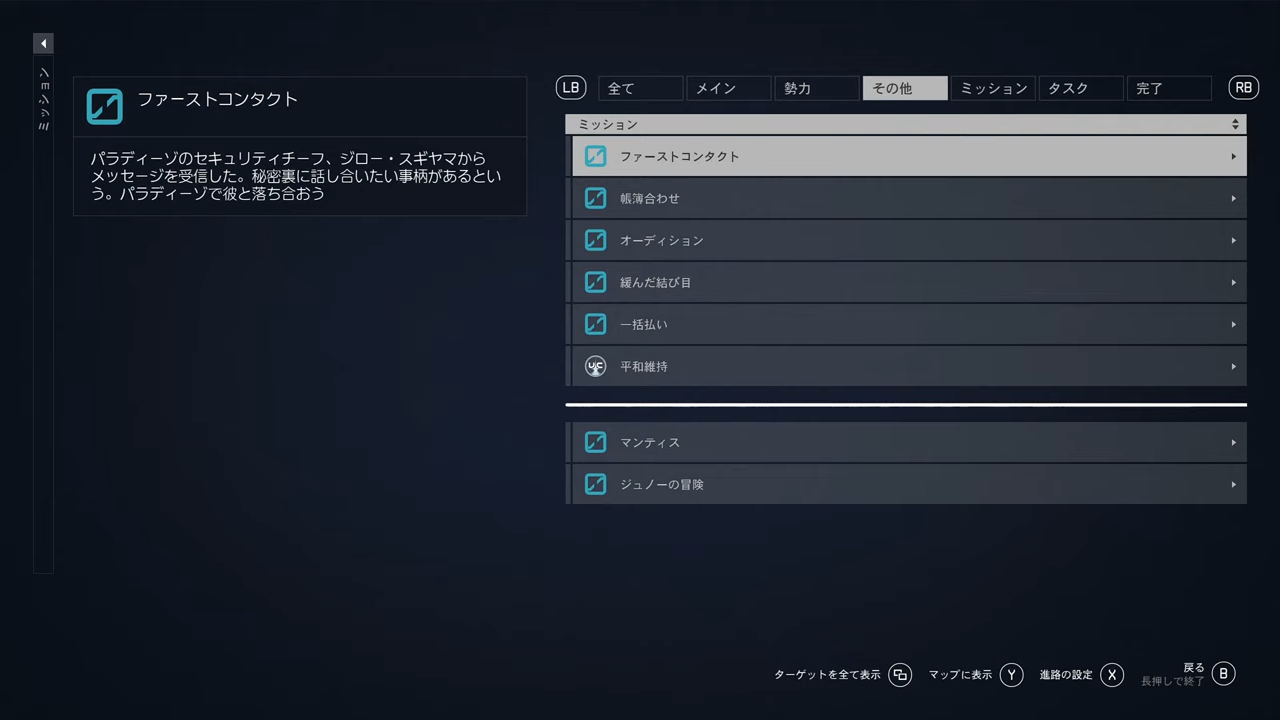 ミッション
ファーストコンタクト
パラディーゾのセキュリティチーフ、ジロー・スギヤマから
メッセージを受信した。秘密裏に話し合いたい事柄があるとい
う。パラディーゾで彼と落ち合おう
LB 全て メイン 勢力 その他 ミッション タスク 完了 RB
ミッション
ファーストコンタクト
帳簿合わせ
オーディション
緩んだ結び目
一括払い
UC 平和維持
マンティス
ジュノーの冒険
ターゲットを全て表示 マップに表示 Y 進路の設定 X 戻る B
長押しで終了